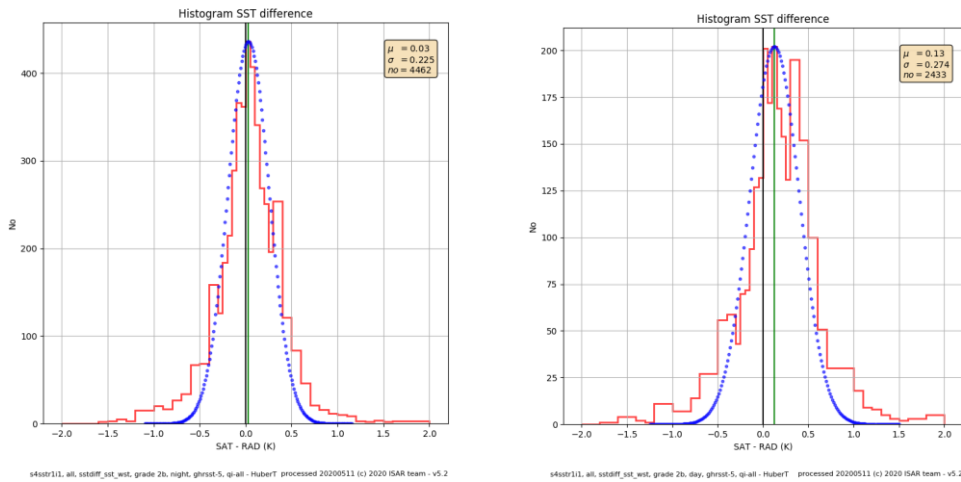 Histogram SST difference
μ = 0.03
σ = 0.225
no = 4462
400
300
200
100
0
No
-2.0 -1.5 -1.0 -0.5 0.0 0.5 1.0 1.5 2.0
SAT - RAD (K)
s4sstr1i1, all, sstdiff_sst_wst, grade 2b, night, ghrsst-5, qi-all - HuberT processed 20200511 (c) 2020 ISAR team - v5.2
Histogram SST difference
μ = 0.13
σ = 0.274
no = 2433
200
175
150
125
100
75
50
25
0
No
-2.0 -1.5 -1.0 -0.5 0.0 0.5 1.0 1.5 2.0
SAT - RAD (K)
s4sstr1i1, all, sstdiff_sst_wst, grade 2b, day, ghrsst-5, qi-all - HuberT processed 20200511 (c) 2020 ISAR team - v5.2